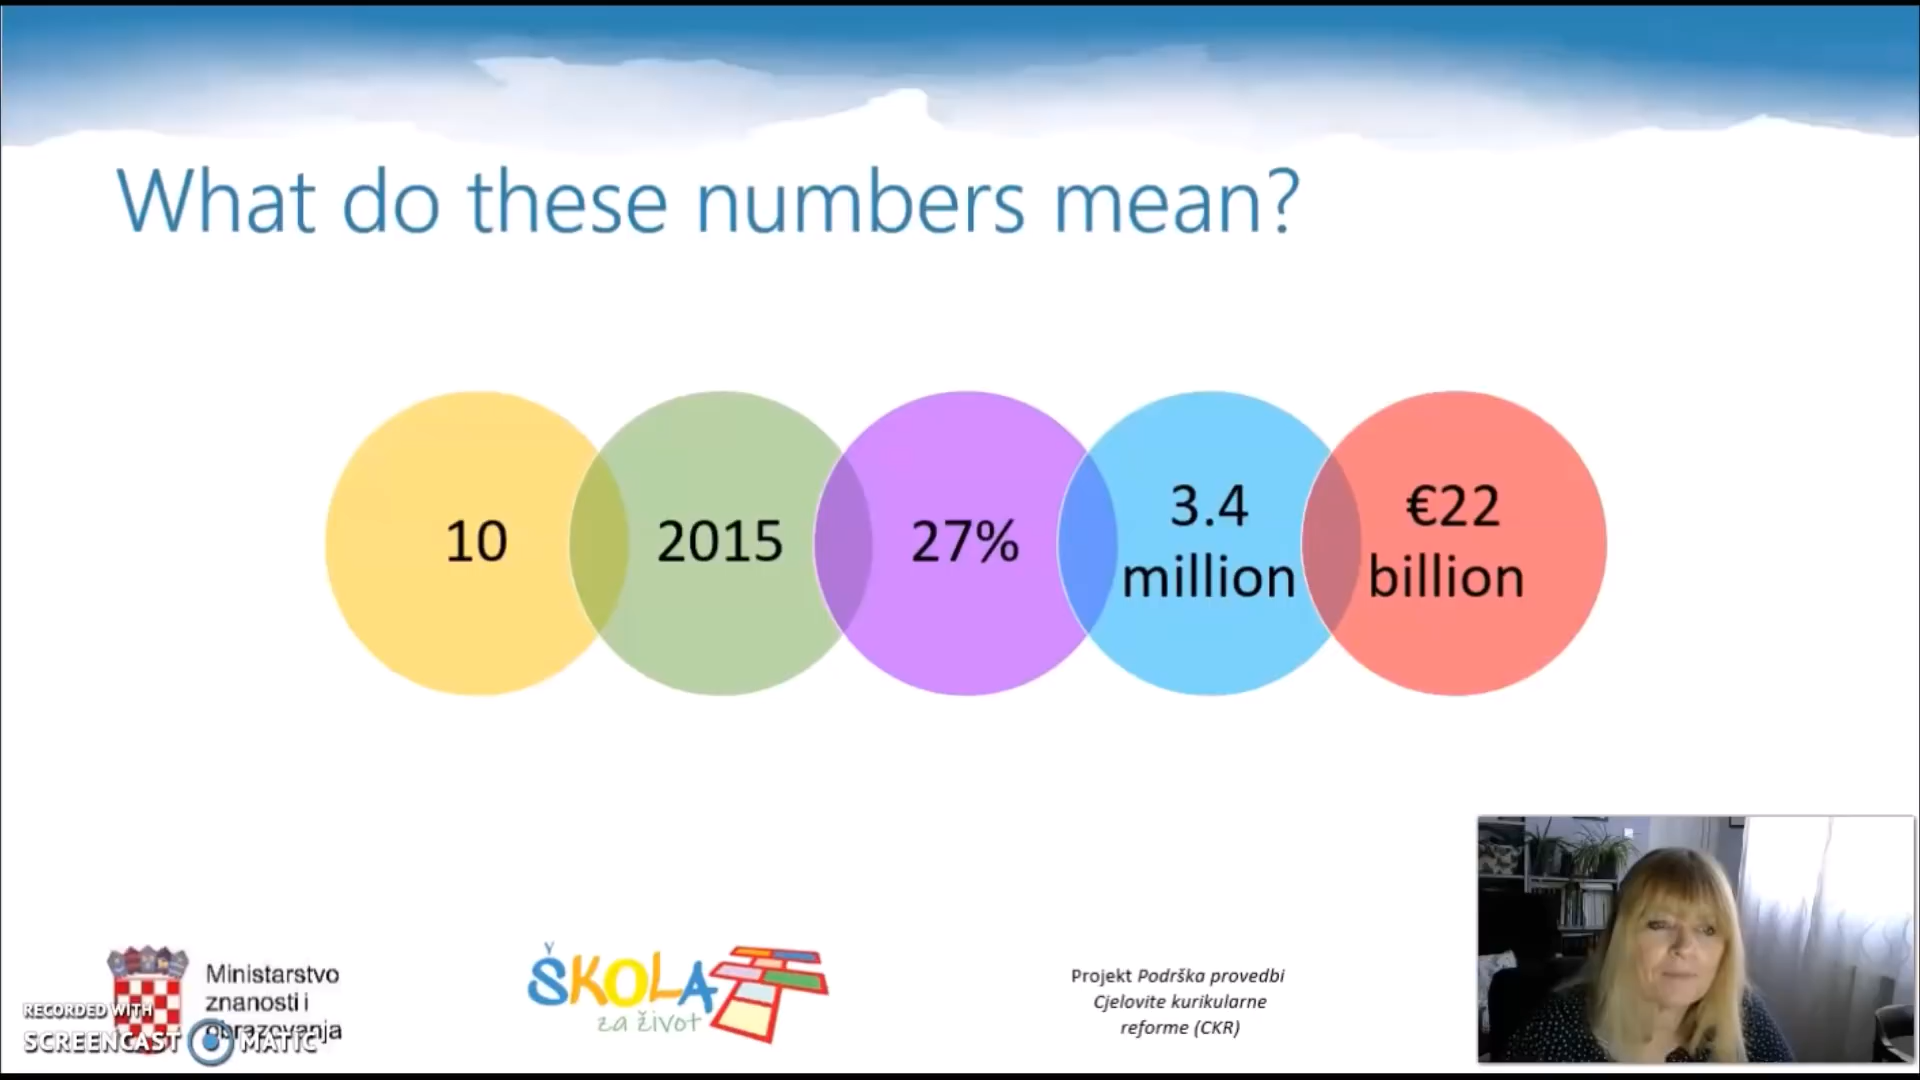 What do these numbers mean?
10
2015
27%
3.4
million
€22
billion
Ministarstvo
znanosti i
obrazovanja
RECORDED WITH
SCREENCAST MATIC
ŠKOLA
za život
Projekt Podrška provedbi
Cjelovite kurikularne
reforme (CKR)